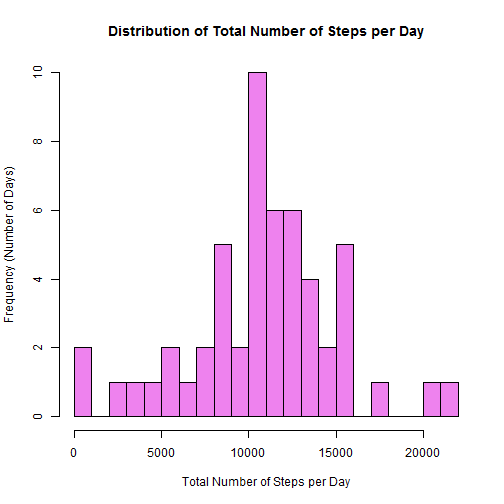 Distribution of Total Number of Steps per Day
Frequency (Number of Days)
10
8
6
4
2
0
0 5000 10000 15000 20000
Total Number of Steps per Day